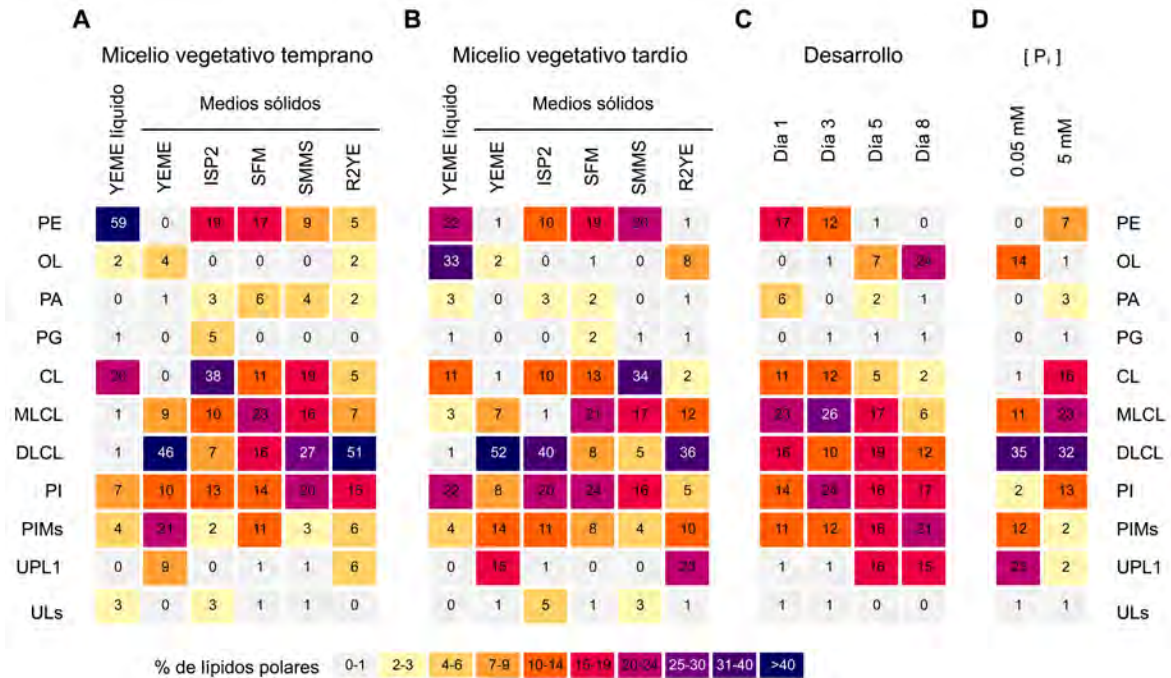 A B C D
Micelio vegetativo temprano Micelio vegetativo tardío Desarrollo [ Pi ]
Medios sólidos Medios sólidos
YEME líquido YEME ISP2 SFM SMMS R2YE YEME líquido YEME ISP2 SFM SMMS R2YE Día 1 Día 3 Día 5 Día 8 0.05 mM 5 mM
PE 59 0 19 17 9 5 22 1 10 19 20 1 17 12 1 0 0 7 PE
OL 2 4 0 0 0 2 33 2 0 1 0 8 0 1 7 24 14 1 OL
PA 0 1 3 6 4 2 3 0 3 2 0 1 6 0 2 1 0 3 PA
PG 1 0 5 0 0 0 1 0 0 2 0 0 0 1 1 1 0 1 PG
CL 20 0 38 11 19 5 11 1 10 13 34 2 11 12 5 2 1 16 CL
MLCL 1 9 10 23 16 7 3 7 1 21 17 12 23 26 17 6 11 23 MLCL
DLCL 1 46 7 16 27 51 1 52 40 8 5 36 16 10 19 12 35 32 DLCL
PI 7 10 13 14 20 15 22 8 20 24 16 5 14 24 16 17 2 13 PI
PIMs 4 21 2 11 3 6 4 14 11 8 4 10 11 12 16 21 12 2 PIMs
UPL1 0 9 0 1 1 6 0 15 0 1 0 23 1 1 16 15 23 2 UPL1
ULs 3 0 3 1 1 0 0 1 5 0 3 1 1 1 0 0 1 1 ULs
% de lípidos polares 0-1 2-3 4-6 7-9 10-14 15-19 20-24 25-30 31-40 >40